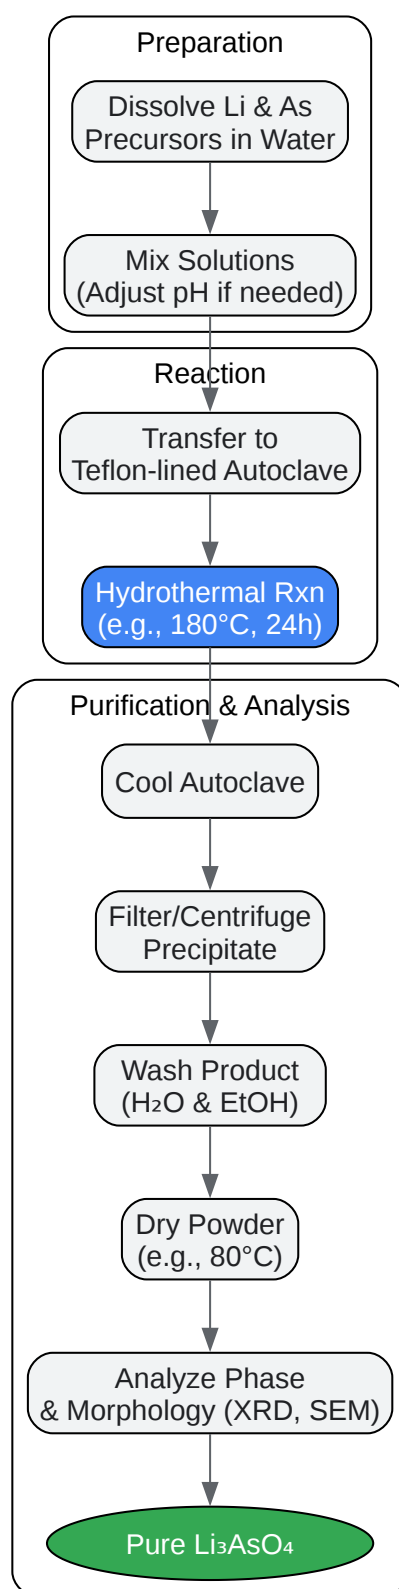 Preparation
Dissolve Li & As
Precursors in Water
Mix Solutions
(Adjust pH if needed)
Reaction
Transfer to
Teflon-lined Autoclave
Hydrothermal Rxn
(e.g., 180°C, 24h)
Purification & Analysis
Cool Autoclave
Filter/Centrifuge
Precipitate
Wash Product
(H₂O & EtOH)
Dry Powder
(e.g., 80°C)
Analyze Phase
& Morphology (XRD, SEM)
Pure Li₃AsO₄